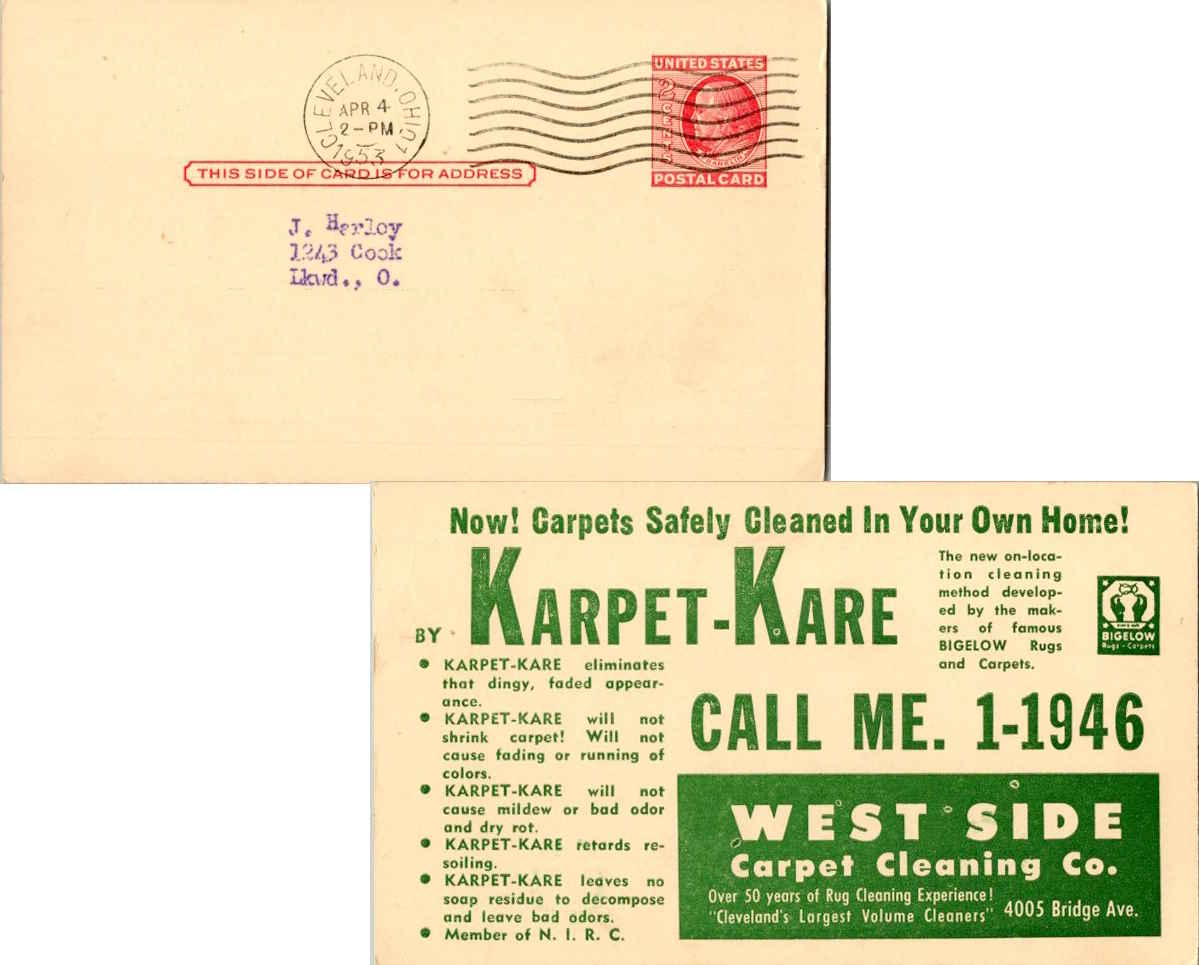 CLEVELAND, OHIO 1
APR 4
2-PM
1953
UNITED STATES
2 CENTS
FRANKLIN
POSTAL CARD
THIS SIDE OF CARD IS FOR ADDRESS
J. Harley
1243 Cook
Lkwd., O.
Now! Carpets Safely Cleaned In Your Own Home!
BY KARPET-KARE
The new on-loca-
tion cleaning
method develop-
ed by the mak-
ers of famous
BIGELOW Rugs
and Carpets.
BIGELOW
Rugs - Carpets
• KARPET-KARE eliminates
that dingy, faded appear-
ance.
• KARPET-KARE will not
shrink carpet! Will not
cause fading or running of
colors.
• KARPET-KARE will not
cause mildew or bad odor
and dry rot.
• KARPET-KARE retards re-
soiling.
• KARPET-KARE leaves no
soap residue to decompose
and leave bad odors.
• Member of N. I. R. C.
CALL ME. 1-1946
WEST SIDE
Carpet Cleaning Co.
Over 50 years of Rug Cleaning Experience!
"Cleveland's Largest Volume Cleaners" 4005 Bridge Ave.